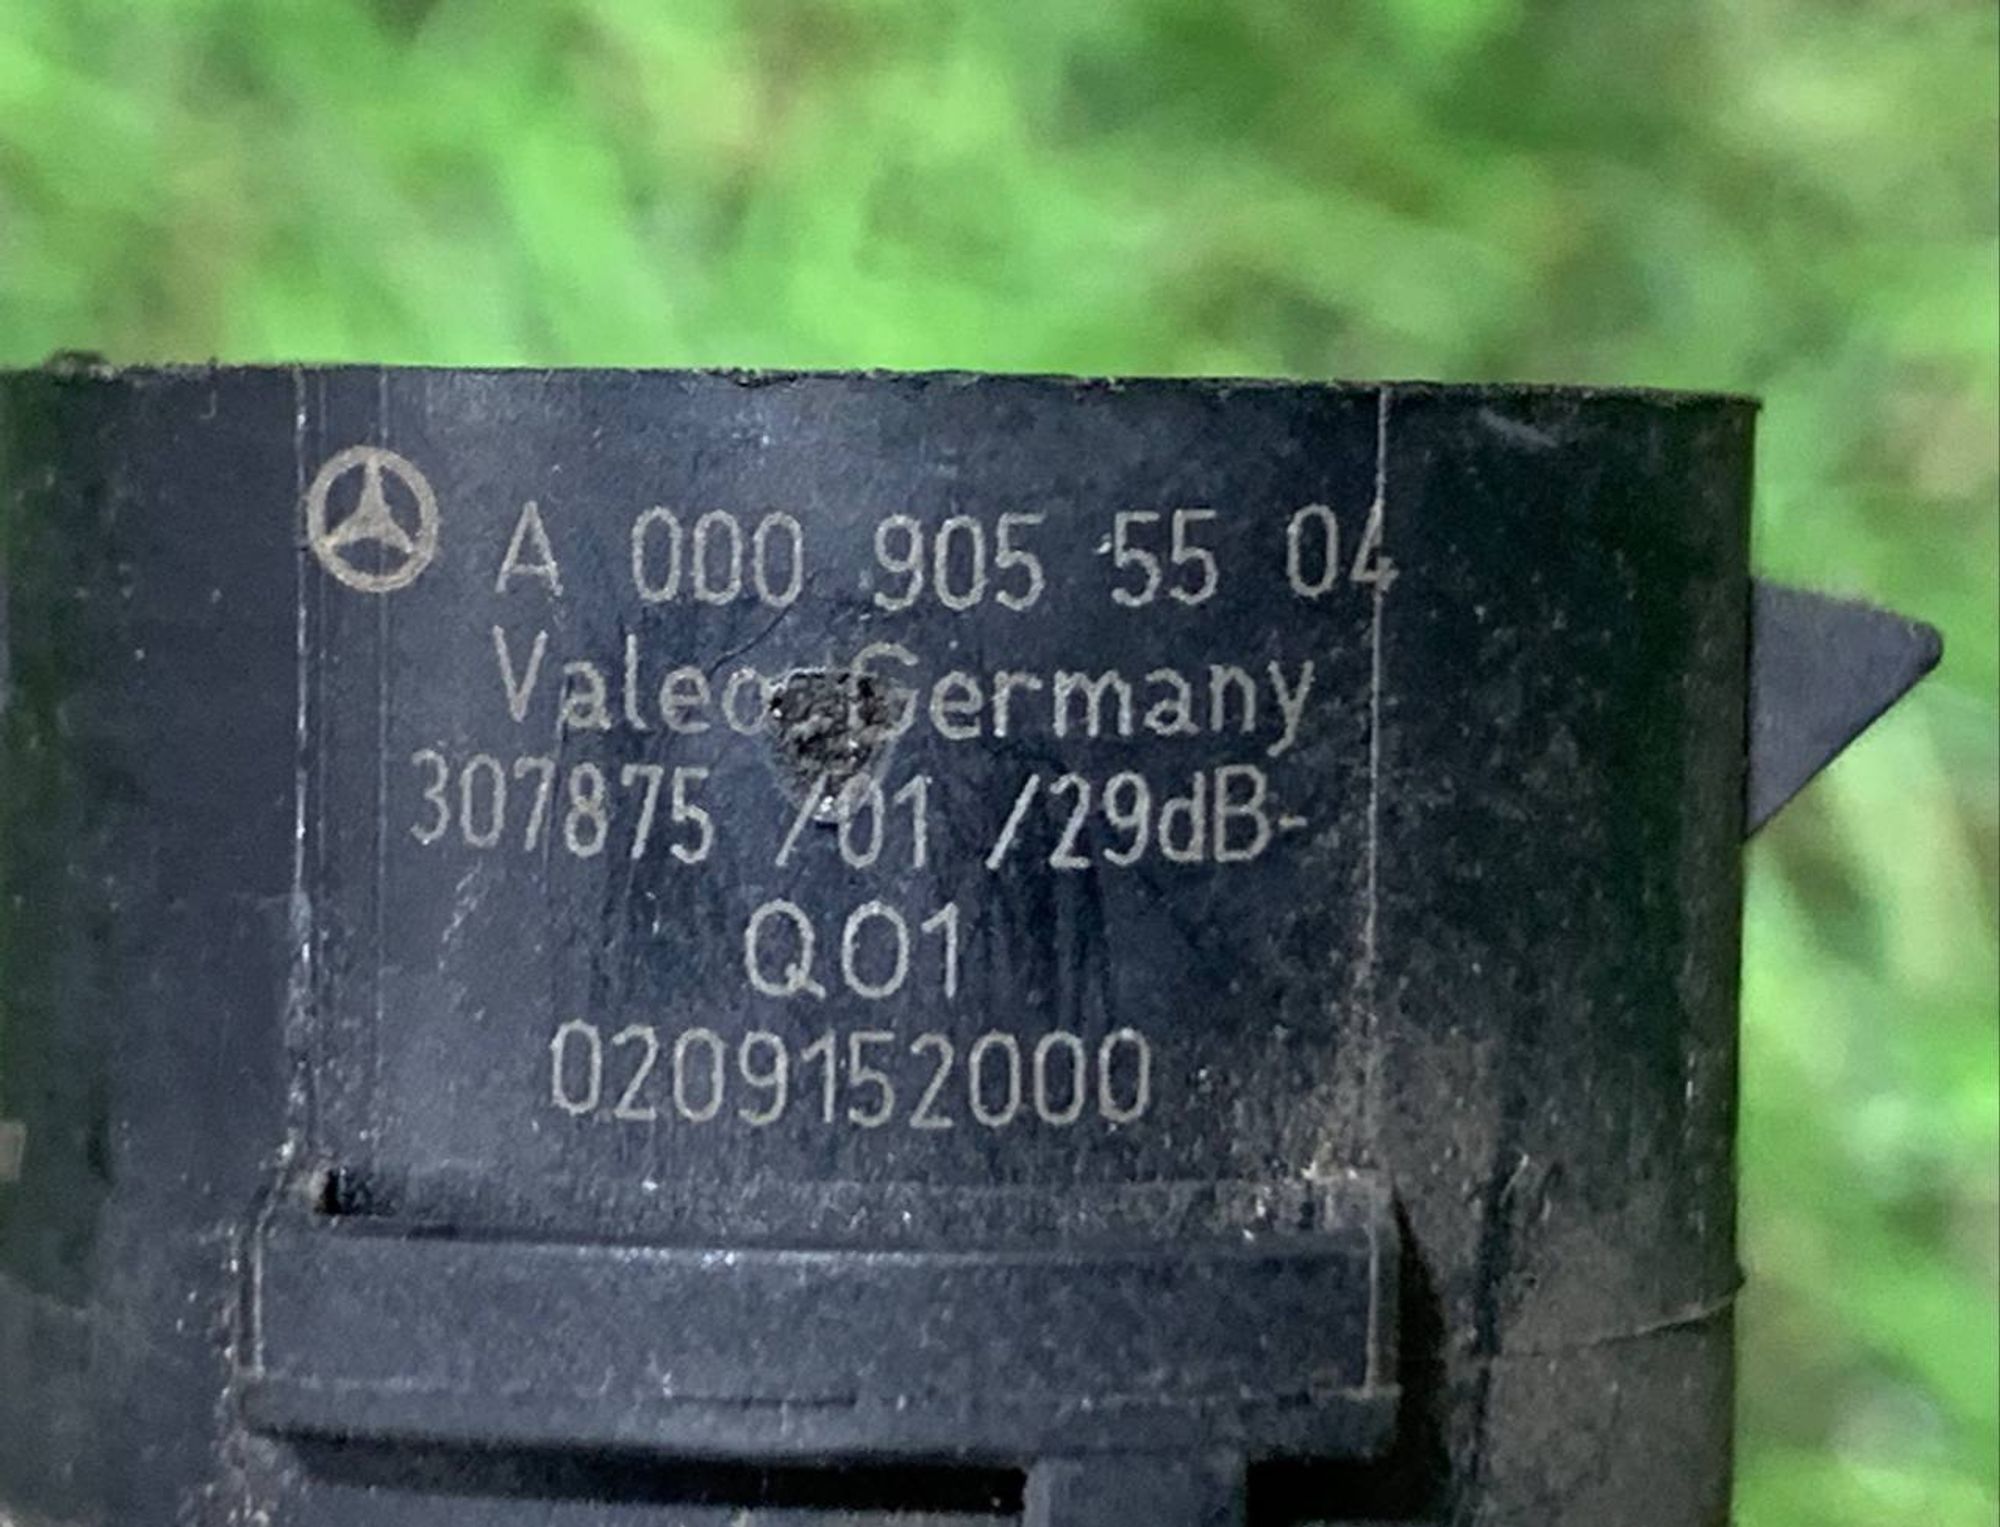 A 000 905 55 04
Valeo Germany
307875 /01 /29dB-
Q01
0209152000